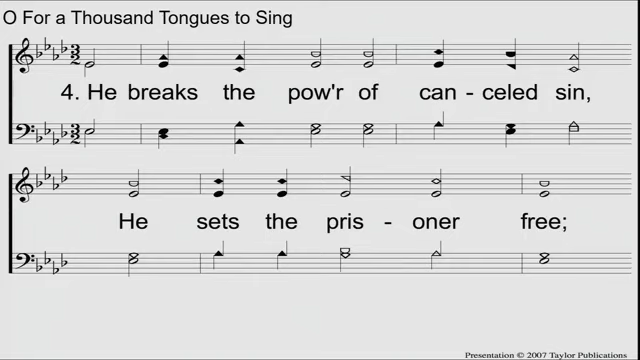 O For a Thousand Tongues to Sing
4. He breaks the pow'r of can - celed sin,
He sets the pris - oner free;
Presentation © 2007 Taylor Publications